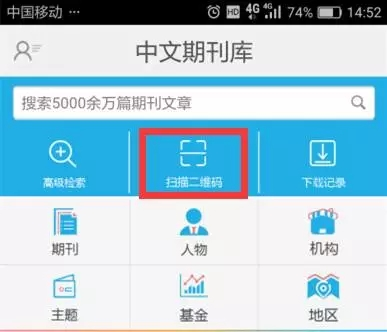 中国移动 HD 4G 4G 74% 14:52
中文期刊库
搜索5000余万篇期刊文章
高级检索 扫描二维码 下载记录
期刊 人物 机构
主题 基金 地区